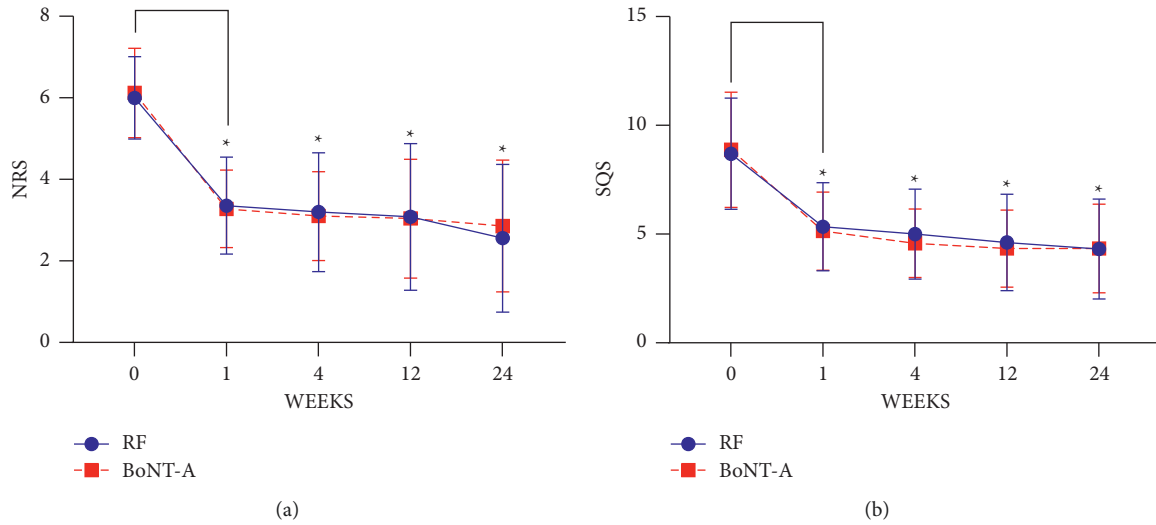 8
6
4
2
0
NRS
* * * *
0 1 4 12 24
WEEKS
RF
BoNT-A
(a)
15
10
5
0
SQS
* * * *
0 1 4 12 24
WEEKS
RF
BoNT-A
(b)